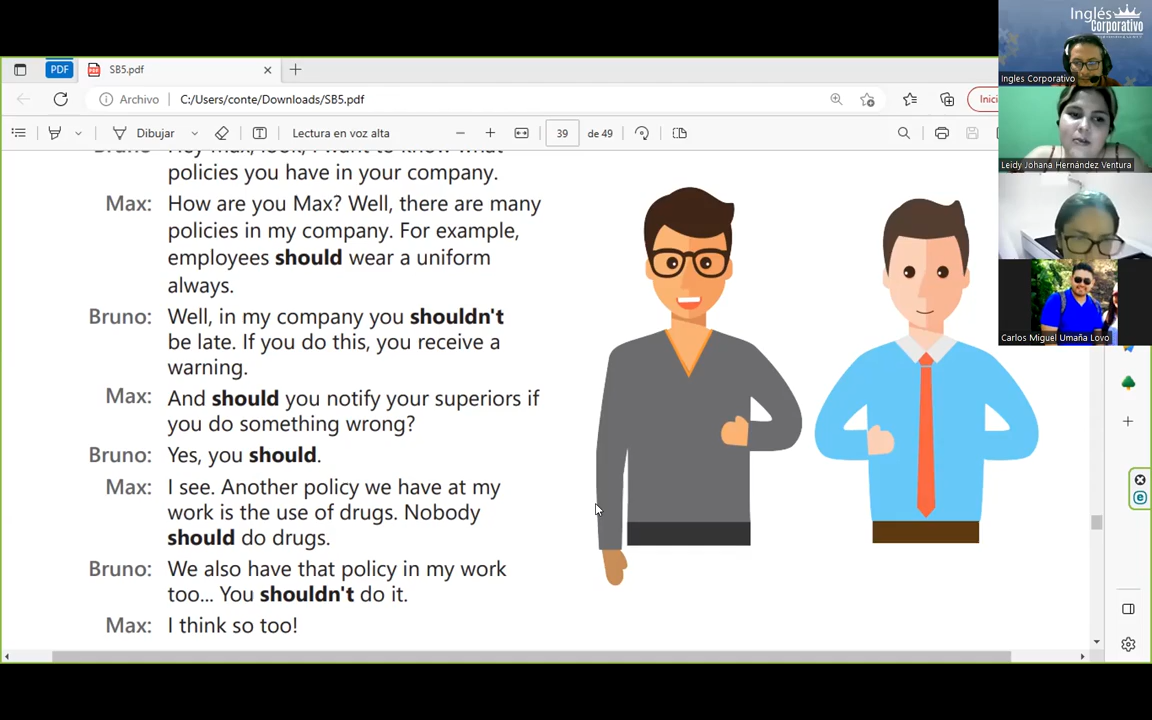 Inglés
Corporativo
Ingles Corporativo
PDF
SB5.pdf
Archivo
C:/Users/conte/Downloads/SB5.pdf
Inici
Dibujar
Lectura en voz alta
39
de 49
policies you have in your company.
Max: How are you Max? Well, there are many
policies in my company. For example,
employees should wear a uniform
always.
Bruno: Well, in my company you shouldn't
be late. If you do this, you receive a
warning.
Max: And should you notify your superiors if
you do something wrong?
Bruno: Yes, you should.
Max: I see. Another policy we have at my
work is the use of drugs. Nobody
should do drugs.
Bruno: We also have that policy in my work
too... You shouldn't do it.
Max: I think so too!
Leidy Johana Hernández Ventura
Carlos Miguel Umaña Lovo